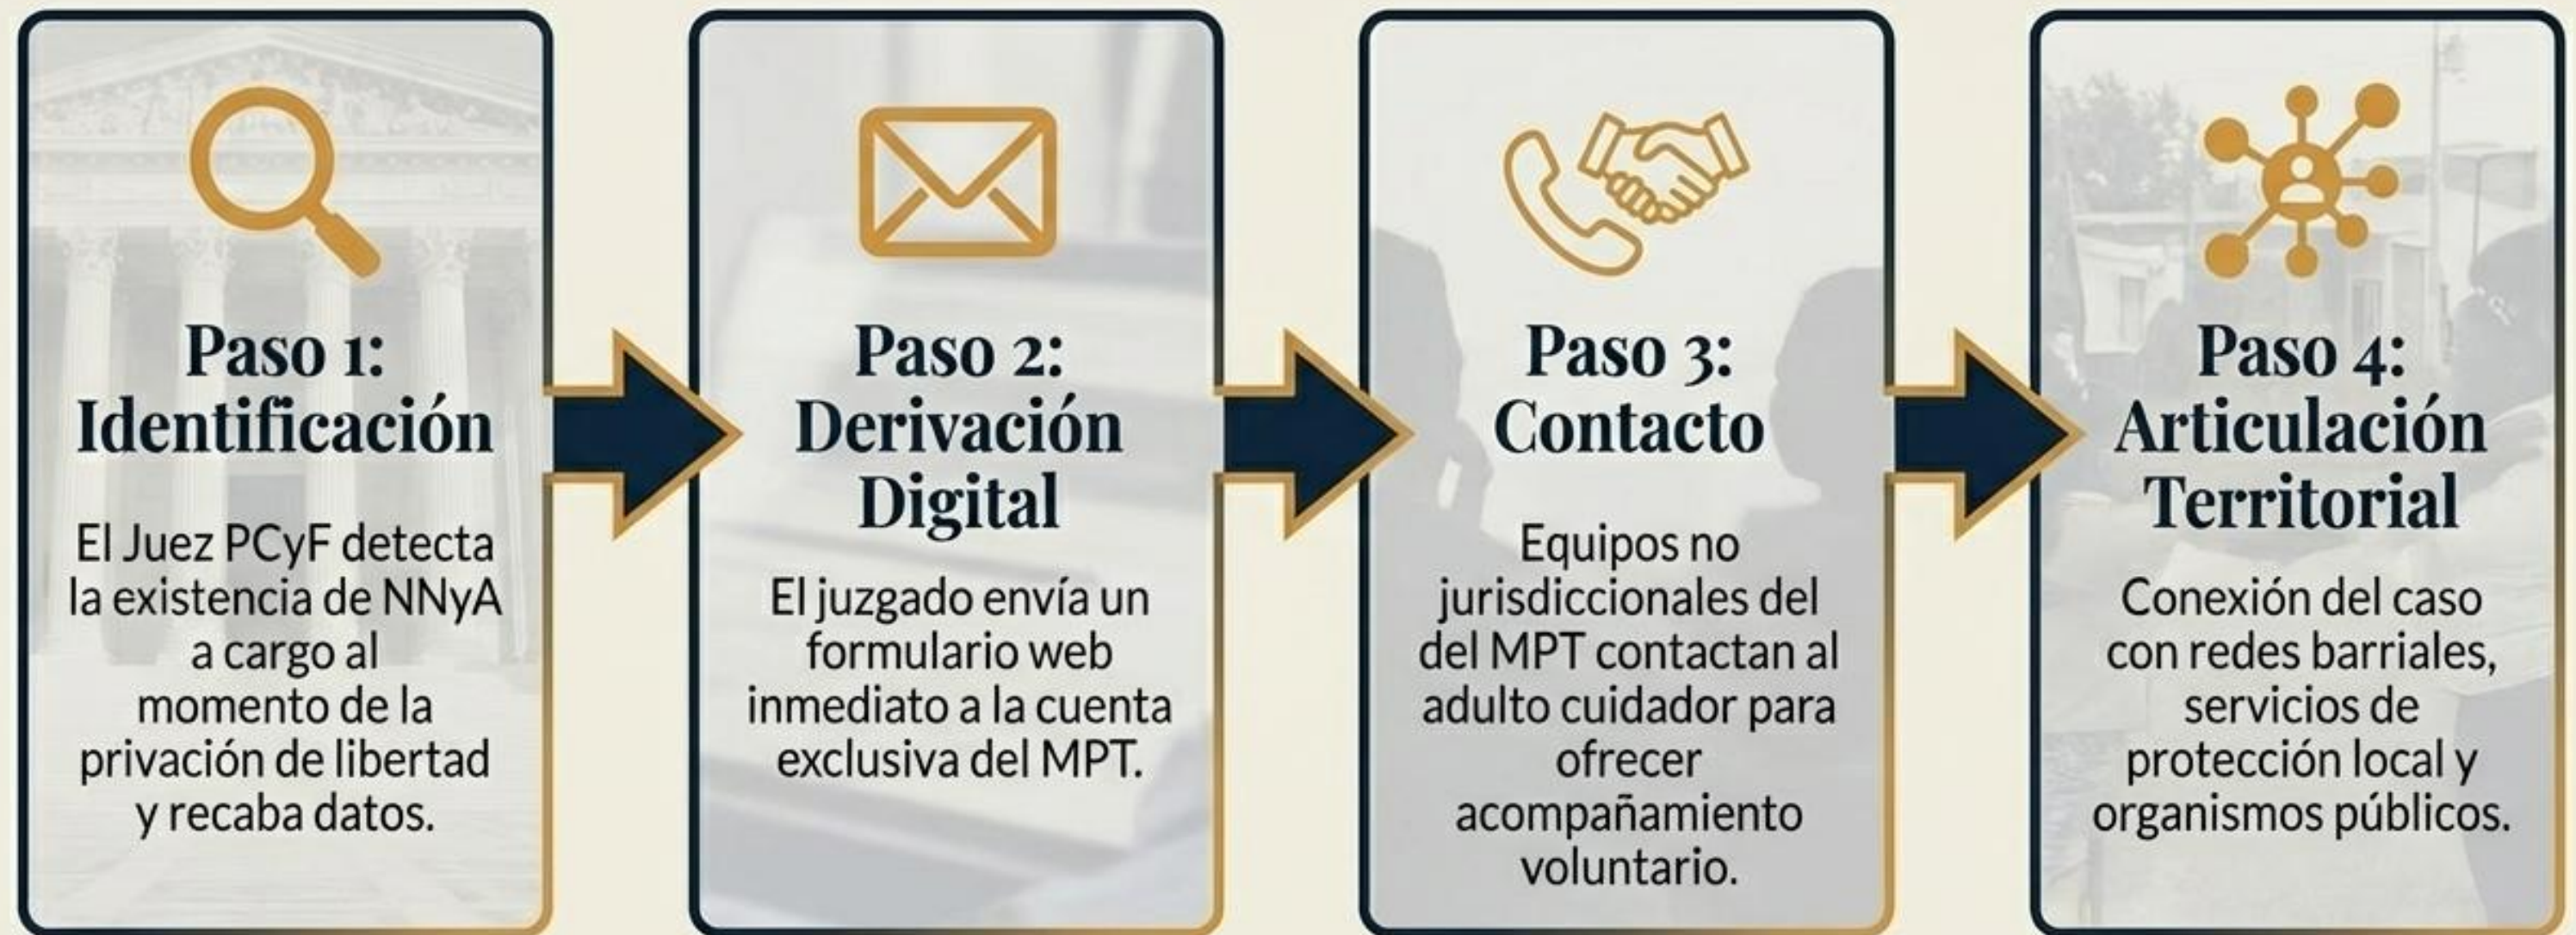 Paso 1:
Identificación
El Juez PCyF detecta
la existencia de NNyA
a cargo al
momento de la
privación de libertad
y recaba datos.
Paso 2:
Derivación
Digital
El juzgado envía un
formulario web
inmediato a la cuenta
exclusiva del MPT.
Paso 3:
Contacto
Equipos no
jurisdiccionales del
del MPT contactan al
adulto cuidador para
ofrecer
acompañamiento
voluntario.
Paso 4:
Articulación
Territorial
Conexión del caso
con redes barriales,
servicios de
protección local y
organismos públicos.